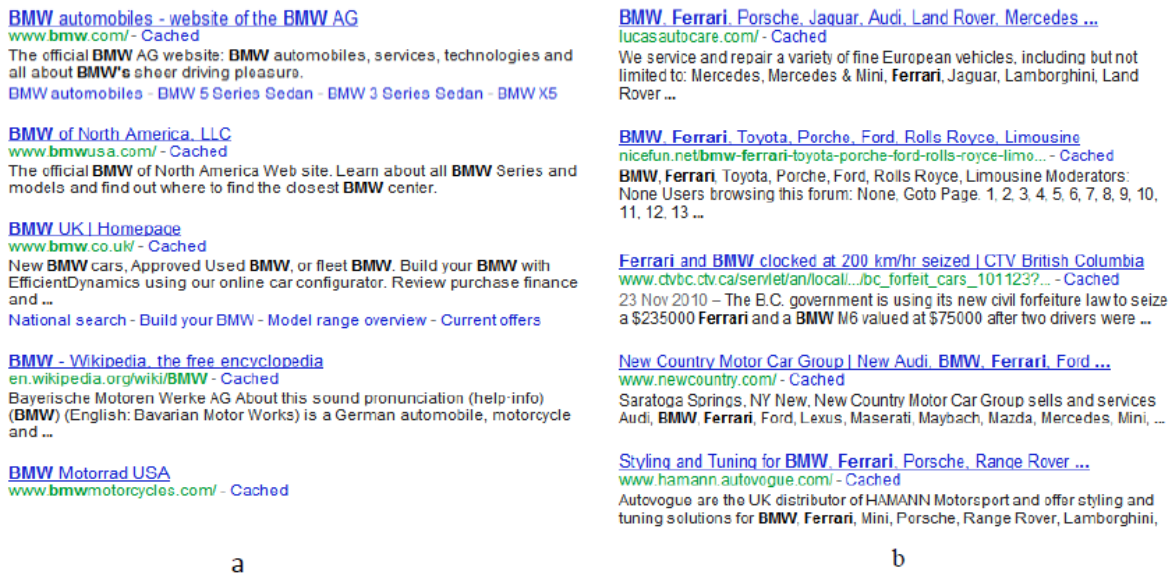 BMW automobiles - website of the BMW AG
www.bmw.com/ - Cached
The official BMW AG website: BMW automobiles, services, technologies and
all about BMW's sheer driving pleasure.
BMW automobiles - BMW 5 Series Sedan - BMW 3 Series Sedan - BMW X5
BMW of North America, LLC
www.bmwusa.com/ - Cached
The official BMW of North America Web site. Learn about all BMW Series and
models and find out where to find the closest BMW center.
BMW UK | Homepage
www.bmw.co.uk/ - Cached
New BMW cars, Approved Used BMW, or fleet BMW. Build your BMW with
EfficientDynamics using our online car configurator. Review purchase finance
and ...
National search - Build your BMW - Model range overview - Current offers
BMW - Wikipedia, the free encyclopedia
en.wikipedia.org/wiki/BMW - Cached
Bayerische Motoren Werke AG About this sound pronunciation (help·info)
(BMW) (English: Bavarian Motor Works) is a German automobile, motorcycle
and ...
BMW Motorrad USA
www.bmwmotorcycles.com/ - Cached
a
BMW, Ferrari, Porsche, Jaquar, Audi, Land Rover, Mercedes ...
lucasautocare.com/ - Cached
We service and repair a variety of fine European vehicles, including but not
limited to: Mercedes, Mercedes & Mini, Ferrari, Jaguar, Lamborghini, Land
Rover ...
BMW, Ferrari, Toyota, Porche, Ford, Rolls Royce, Limousine
nicefun.net/bmw-ferrari-toyota-porche-ford-rolls-royce-limo... - Cached
BMW, Ferrari, Toyota, Porche, Ford, Rolls Royce, Limousine Moderators:
None Users browsing this forum: None, Goto Page. 1, 2, 3, 4, 5, 6, 7, 8, 9, 10,
11, 12, 13 ...
Ferrari and BMW clocked at 200 km/hr seized | CTV British Columbia
www.ctvbc.ctv.ca/servlet/an/local/.../bc_forfeit_cars_101123?... - Cached
23 Nov 2010 – The B.C. government is using its new civil forfeiture law to seize
a $235000 Ferrari and a BMW M6 valued at $75000 after two drivers were ...
New Country Motor Car Group | New Audi, BMW, Ferrari, Ford ...
www.newcountry.com/ - Cached
Saratoga Springs, NY New, New Country Motor Car Group sells and services
Audi, BMW, Ferrari, Ford, Lexus, Maserati, Maybach, Mazda, Mercedes, Mini, ...
Styling and Tuning for BMW, Ferrari, Porsche, Range Rover ...
www.hamann.autovogue.com/ - Cached
Autovogue are the UK distributor of HAMANN Motorsport and offer styling and
tuning solutions for BMW, Ferrari, Mini, Porsche, Range Rover, Lamborghini,
b